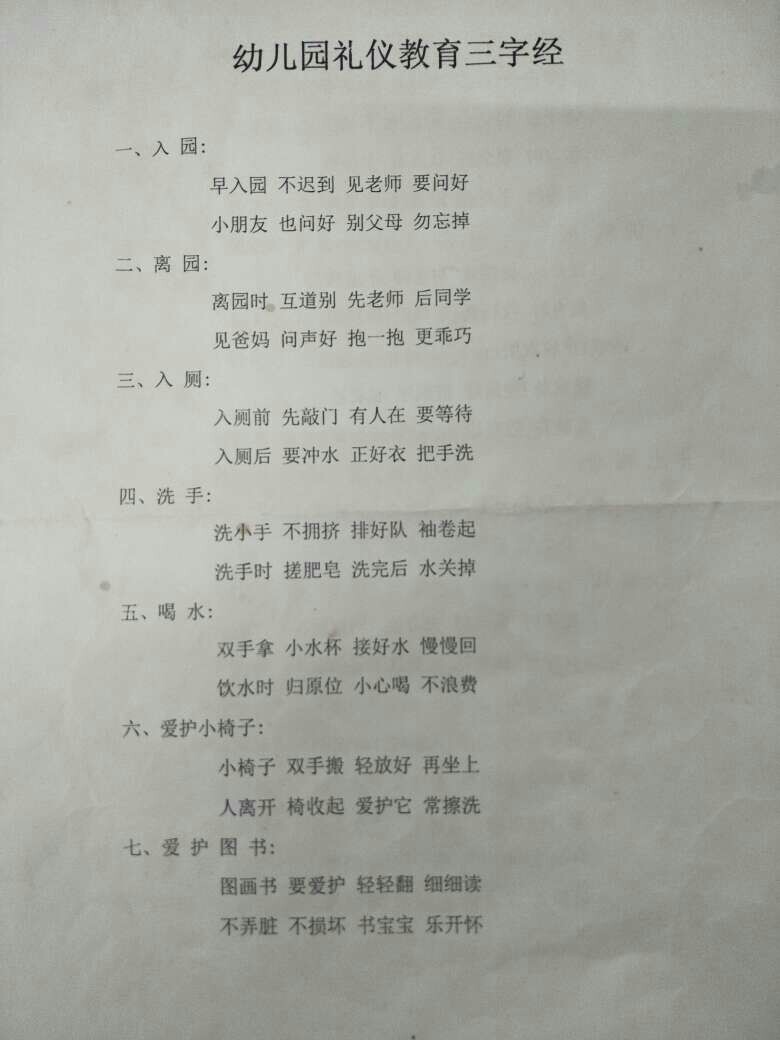 幼儿园礼仪教育三字经
一、入 园:
早入园 不迟到 见老师 要问好
小朋友 也问好 别父母 勿忘掉
二、离 园:
离园时 互道别 先老师 后同学
见爸妈 问声好 抱一抱 更乖巧
三、入 厕:
入厕前 先敲门 有人在 要等待
入厕后 要冲水 正好衣 把手洗
四、洗 手:
洗小手 不拥挤 排好队 袖卷起
洗手时 搓肥皂 洗完后 水关掉
五、喝 水:
双手拿 小水杯 接好水 慢慢回
饮水时 归原位 小心喝 不浪费
六、爱护小椅子:
小椅子 双手搬 轻放好 再坐上
人离开 椅收起 爱护它 常擦洗
七、爱 护 图 书:
图画书 要爱护 轻轻翻 细细读
不弄脏 不损坏 书宝宝 乐开怀